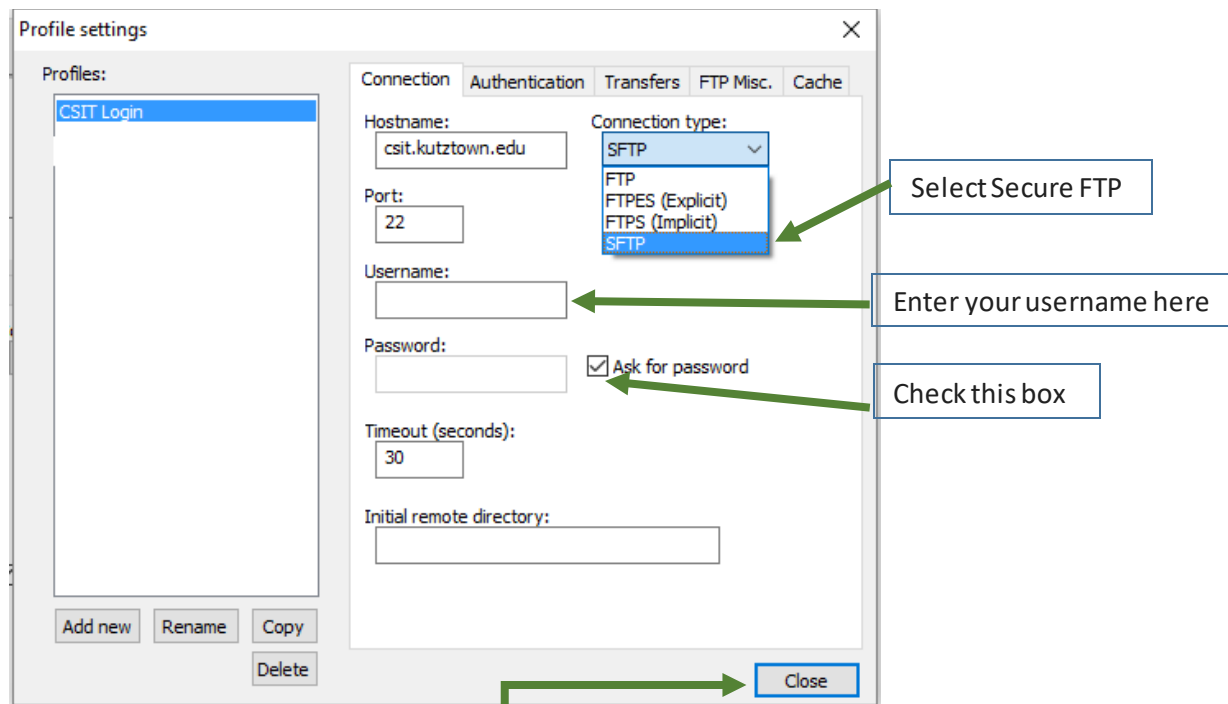 Profile settings
Profiles:
CSIT Login
Connection Authentication Transfers FTP Misc. Cache
Hostname:
csit.kutztown.edu
Connection type:
SFTP
FTP
FTPES (Explicit)
FTPS (Implicit)
SFTP
Select Secure FTP
Port:
22
Username:
Enter your username here
Password:
Ask for password
Check this box
Timeout (seconds):
30
Initial remote directory:
Add new Rename Copy
Delete
Close